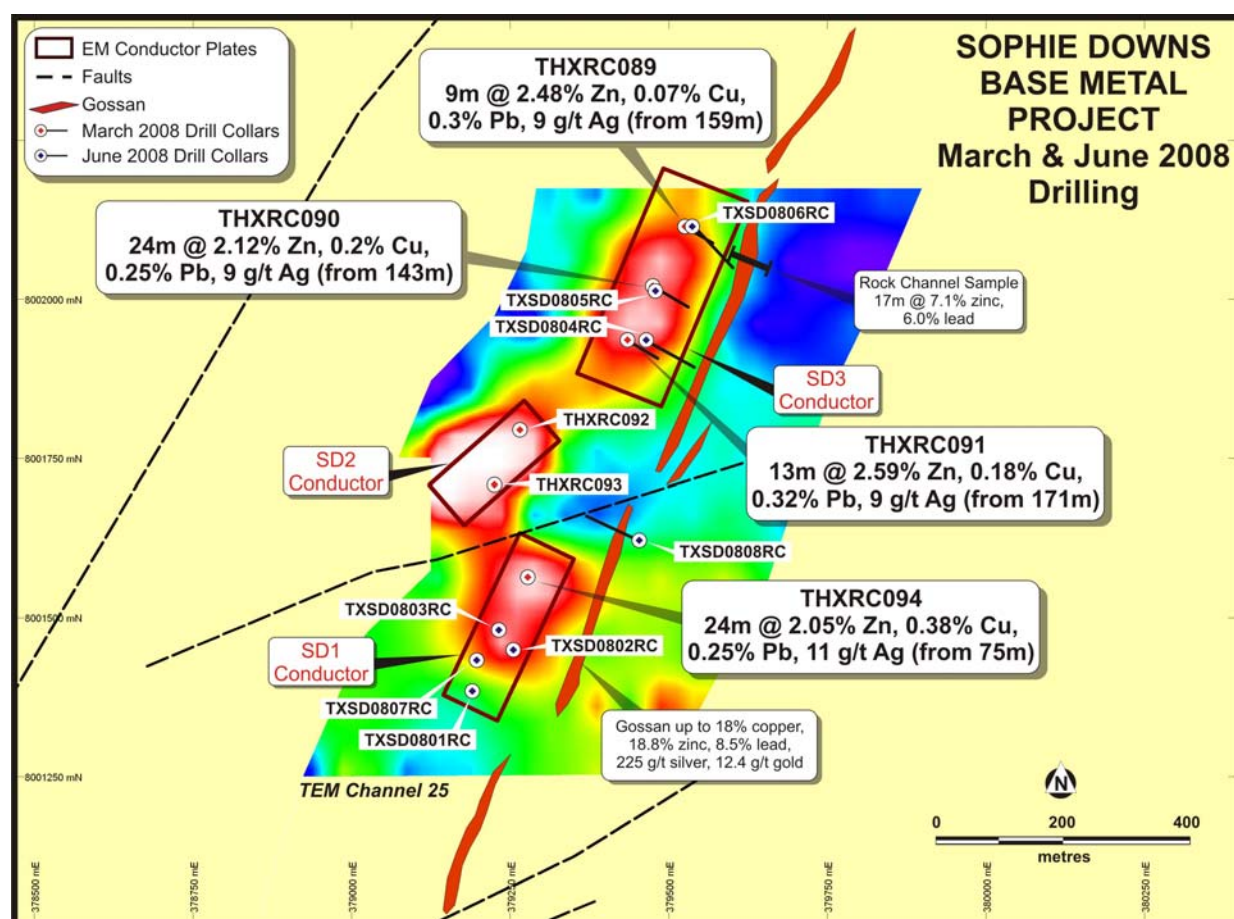 EM Conductor Plates
Faults
Gossan
March 2008 Drill Collars
June 2008 Drill Collars
SOPHIE DOWNS
BASE METAL
PROJECT
March & June 2008
Drilling
THXRC089
9m @ 2.48% Zn, 0.07% Cu,
0.3% Pb, 9 g/t Ag (from 159m)
THXRC090
24m @ 2.12% Zn, 0.2% Cu,
0.25% Pb, 9 g/t Ag (from 143m)
TXSD0806RC
Rock Channel Sample
17m @ 7.1% zinc,
6.0% lead
8002000 mN
TXSD0805RC
TXSD0804RC
SD3
Conductor
THXRC092
SD2
Conductor
THXRC091
13m @ 2.59% Zn, 0.18% Cu,
0.32% Pb, 9 g/t Ag (from 171m)
8001750 mN
THXRC093
TXSD0808RC
THXRC094
24m @ 2.05% Zn, 0.38% Cu,
0.25% Pb, 11 g/t Ag (from 75m)
8001500 mN
TXSD0803RC
TXSD0802RC
SD1
Conductor
TXSD0807RC
TXSD0801RC
Gossan up to 18% copper,
18.8% zinc, 8.5% lead,
225 g/t silver, 12.4 g/t gold
8001250 mN
TEM Channel 25
N
0 200 400
metres
378500 mE
378750 mE
379000 mE
379250 mE
379500 mE
379750 mE
380000 mE
380250 mE